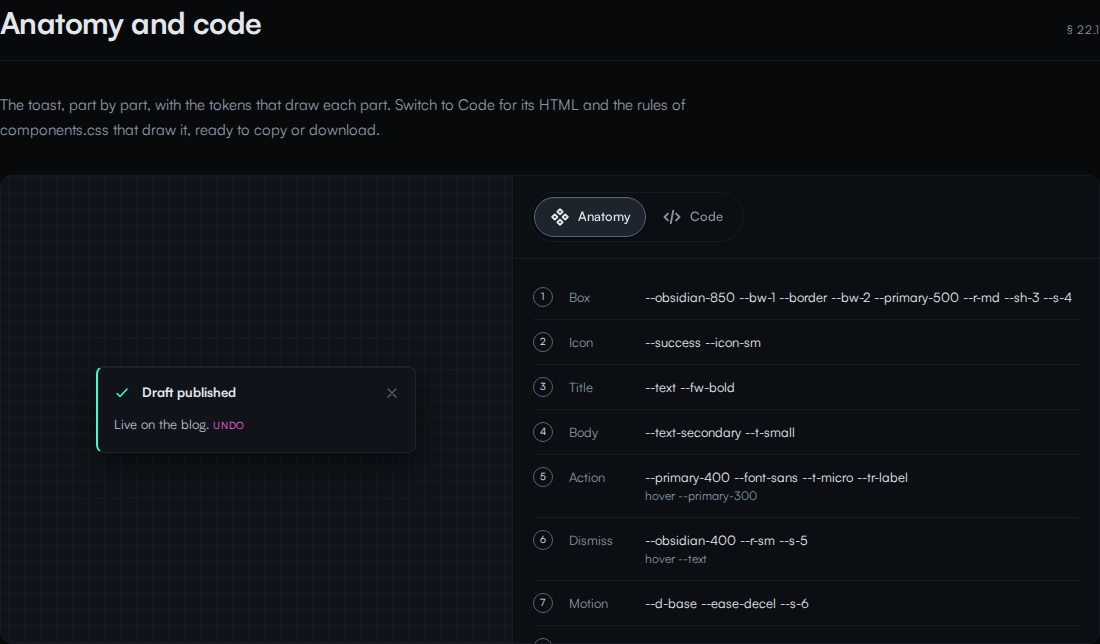 Anatomy and code
§ 22.1
The toast, part by part, with the tokens that draw each part. Switch to Code for its HTML and the rules of
components.css that draw it, ready to copy or download.
Draft published
Live on the blog. UNDO
Anatomy
Code
1 Box --obsidian-850 --bw-1 --border --bw-2 --primary-500 --r-md --sh-3 --s-4
2 Icon --success --icon-sm
3 Title --text --fw-bold
4 Body --text-secondary --t-small
5 Action --primary-400 --font-sans --t-micro --tr-label
hover --primary-300
6 Dismiss --obsidian-400 --r-sm --s-5
hover --text
7 Motion --d-base --ease-decel --s-6